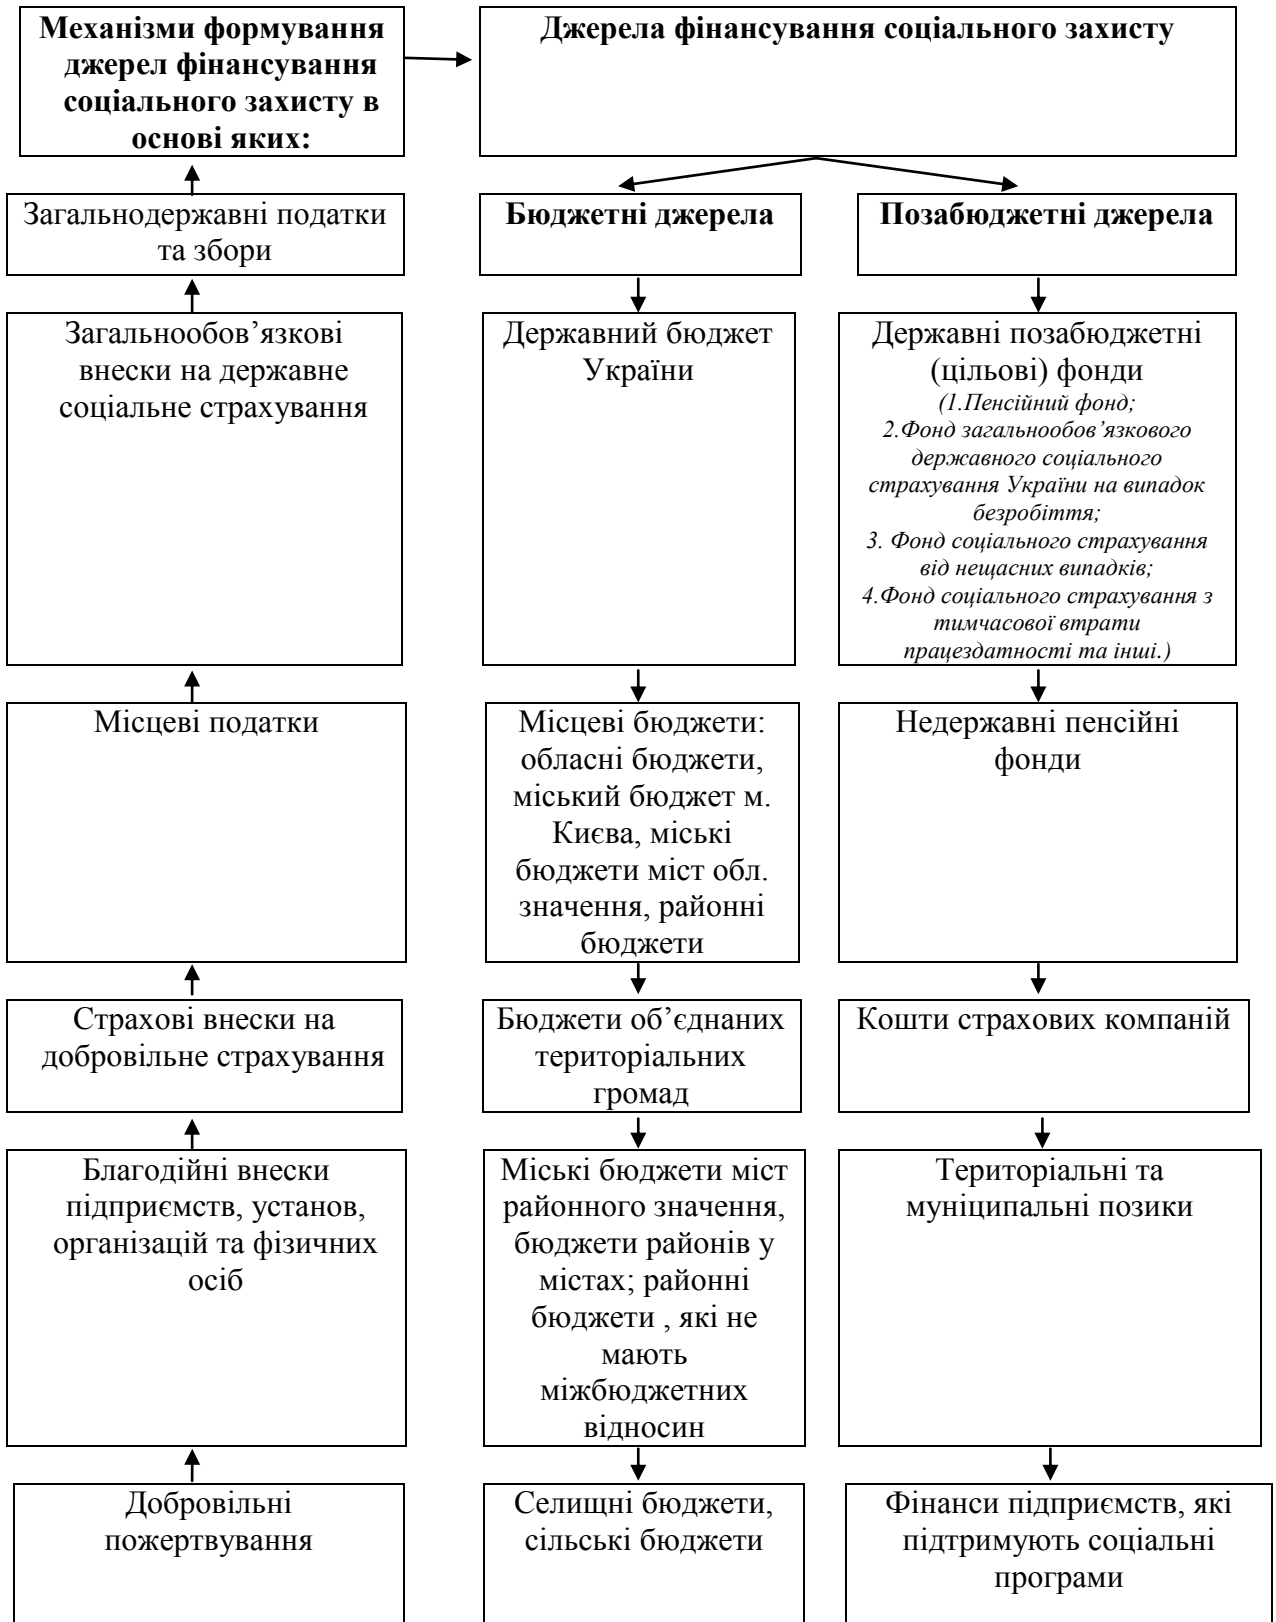 Механізми формування
джерел фінансування
соціального захисту в
основі яких:
Джерела фінансування соціального захисту
Загальнодержавні податки
та збори
Бюджетні джерела
Позабюджетні джерела
Загальнообов’язкові
внески на державне
соціальне страхування
Державний бюджет
України
Державні позабюджетні
(цільові) фонди
(1.Пенсійний фонд;
2.Фонд загальнообов’язкового
державного соціального
страхування України на випадок
безробіття;
3. Фонд соціального страхування
від нещасних випадків;
4.Фонд соціального страхування з
тимчасової втрати
працездатності та інші.)
Місцеві податки
Місцеві бюджети:
обласні бюджети,
міський бюджет м.
Києва, міські
бюджети міст обл.
значення, районні
бюджети
Недержавні пенсійні
фонди
Страхові внески на
добровільне страхування
Бюджети об’єднаних
територіальних
громад
Кошти страхових компаній
Благодійні внески
підприємств, установ,
організацій та фізичних
осіб
Міські бюджети міст
районного значення,
бюджети районів у
містах; районні
бюджети , які не
мають
міжбюджетних
відносин
Територіальні та
муніципальні позики
Добровільні
пожертвування
Селищні бюджети,
сільські бюджети
Фінанси підприємств, які
підтримують соціальні
програми